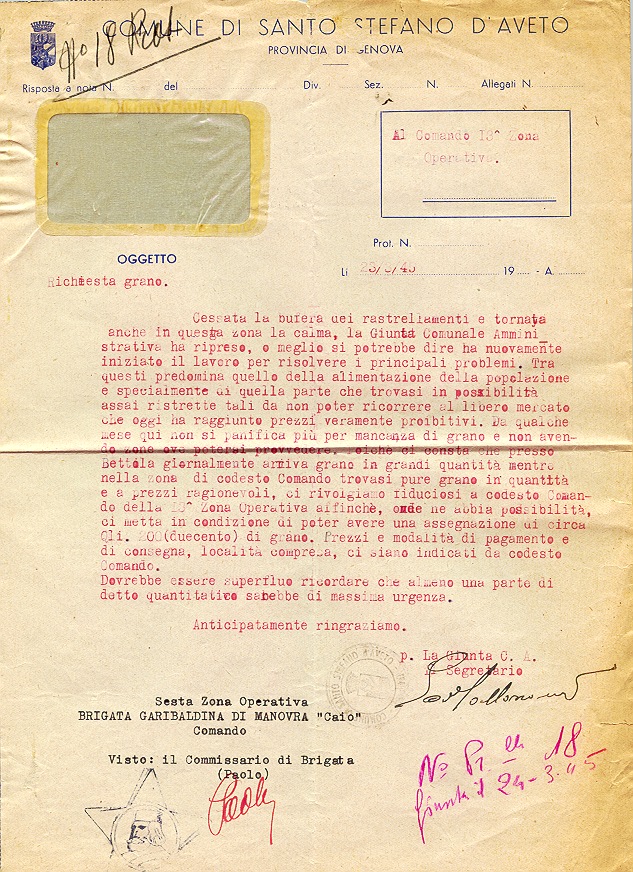 N° 18 Prot
COMUNE DI SANTO STEFANO D'AVETO
PROVINCIA DI GENOVA
Risposta a nota N. del Div. Sez. N. Allegati N.
Al Comando 13^ Zona
Operativa.
Prot. N.
OGGETTO
Li 23/3/45 19 - A.
Richiesta grano.
Cessata la bufera dei rastrellamenti e tornata
anche in questa zona la calma, la Giunta Comunale Ammini
strativa ha ripreso, o meglio si potrebbe dire ha nuovamente
iniziato il lavoro per risolvere i principali problemi. Tra
questi predomina quello della alimentazione della popolazione
e specialmente di quella parte che trovasi in possibilità
assai ristrette tali da non poter ricorrere al libero mercato
che oggi ha raggiunto prezzi veramente proibitivi. Da qualche
mese qui non si panifica più per mancanza di grano e non aven-
do zone ove potersi provvedere. Poichè ci consta che presso
Bettola giornalmente arriva grano in grandi quantità mentre
nella zona di codesto Comando trovasi pure grano in quantità
e a prezzi ragionevoli, ci rivolgiamo fiduciosi a codesto Coman-
do della 13^ Zona Operativa affinchè, onde ne abbia possibilità,
ci metta in condizione di poter avere una assegnazione di circa
Qli. 200(duecento) di grano. Prezzi e modalità di pagamento e
di consegna, località compresa, ci siano indicati da codesto
Comando.
Dovrebbe essere superfluo ricordare che almeno una parte di
detto quantitativo sarebbe di massima urgenza.
Anticipatamente ringraziamo.
p. La Giunta C. A.
Il Segretario
Sesta Zona Operativa
BRIGATA GARIBALDINA DI MANOVRA "Caio"
Comando
Visto: il Commissario di Brigata
(Paolo)
Paolo
N° Pr 18
Giunta il 24-3-45